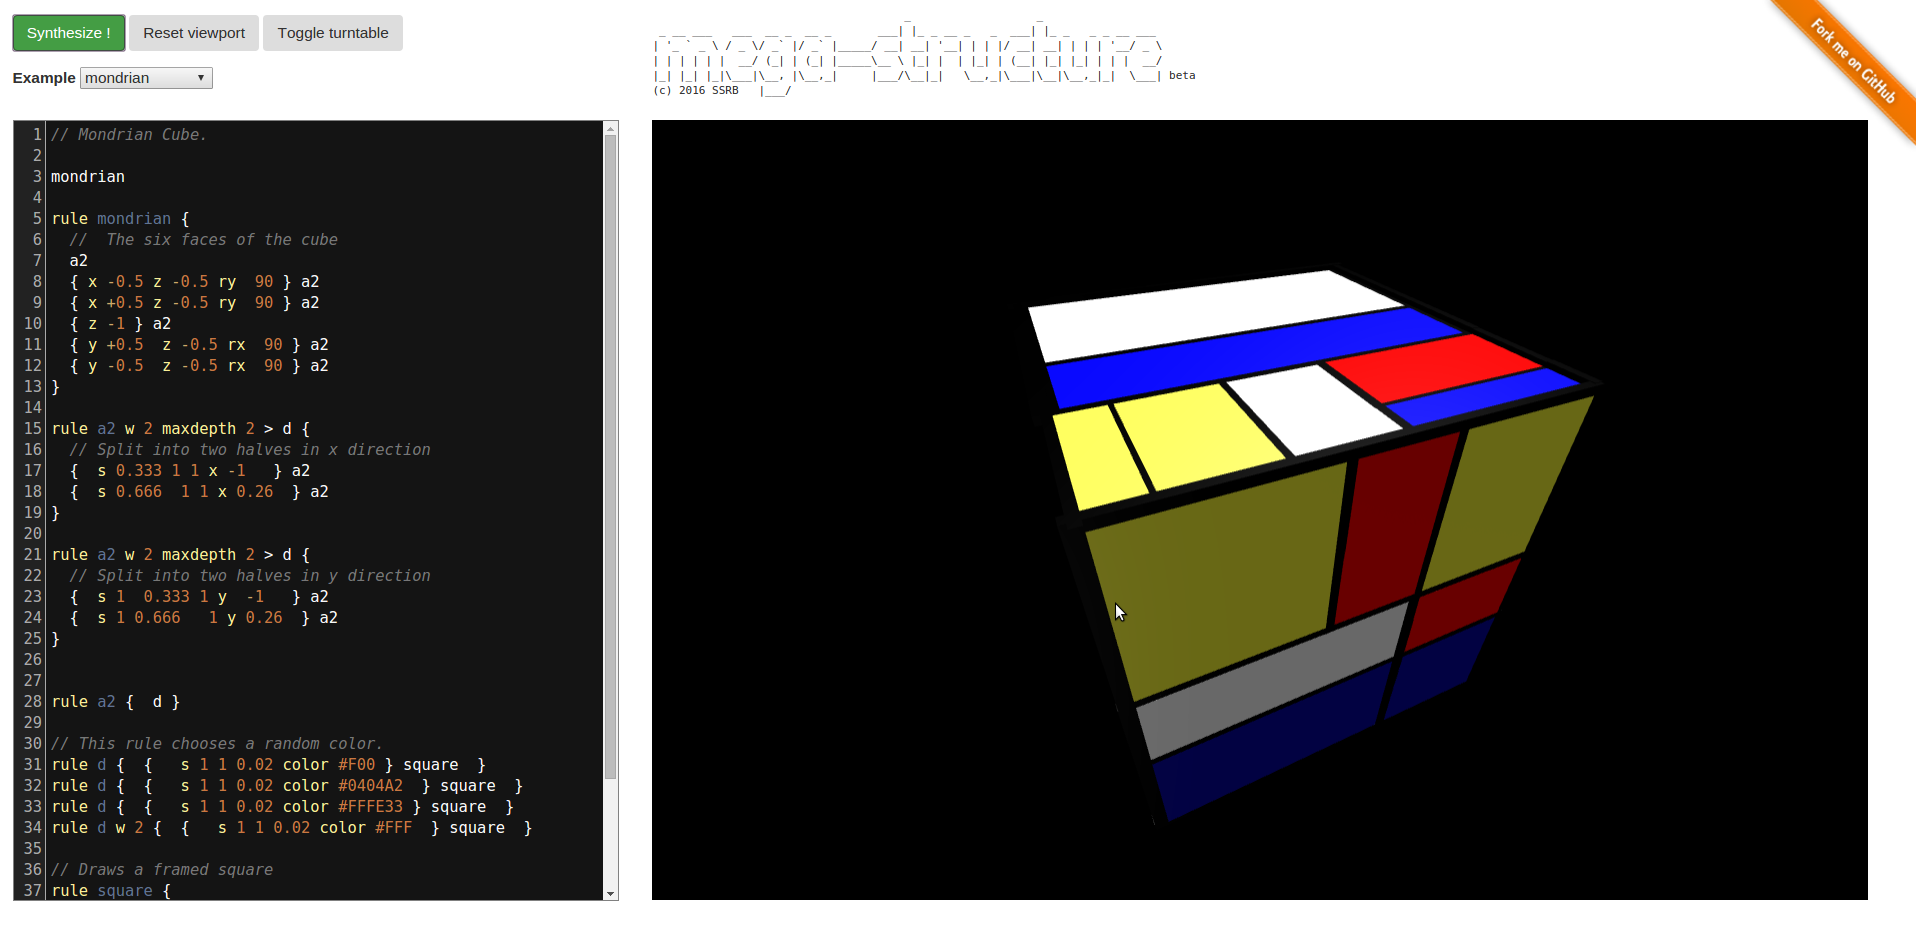 Synthesize ! Reset viewport Toggle turntable
Example mondrian
mega-structure
beta
(c) 2016 SSRB
Fork me on GitHub
1 // Mondrian Cube.
2
3 mondrian
4
5 rule mondrian {
6 //  The six faces of the cube
7 a2
8 { x -0.5 z -0.5 ry  90 } a2
9 { x +0.5 z -0.5 ry  90 } a2
10 { z -1 } a2
11 { y +0.5  z -0.5 rx  90 } a2
12 { y -0.5  z -0.5 rx  90 } a2
13 }
14
15 rule a2 w 2 maxdepth 2 > d {
16 // Split into two halves in x direction
17 {  s 0.333 1 1 x -1   } a2
18 {  s 0.666  1 1 x 0.26  } a2
19 }
20
21 rule a2 w 2 maxdepth 2 > d {
22 // Split into two halves in y direction
23 {  s 1  0.333 1 y  -1   } a2
24 {  s 1 0.666   1 y 0.26  } a2
25 }
26
27
28 rule a2 {  d }
29
30 // This rule chooses a random color.
31 rule d {  {   s 1 1 0.02 color #F00 } square  }
32 rule d {  {   s 1 1 0.02 color #0404A2  } square  }
33 rule d {  {   s 1 1 0.02 color #FFFE33 } square  }
34 rule d w 2 {  {   s 1 1 0.02 color #FFF  } square  }
35
36 // Draws a framed square
37 rule square {